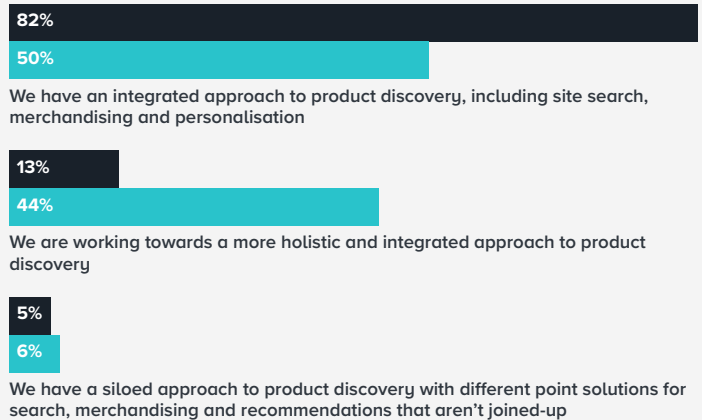 82%
50%
We have an integrated approach to product discovery, including site search,
merchandising and personalisation
13%
44%
We are working towards a more holistic and integrated approach to product
discovery
5%
6%
We have a siloed approach to product discovery with different point solutions for
search, merchandising and recommendations that aren’t joined-up